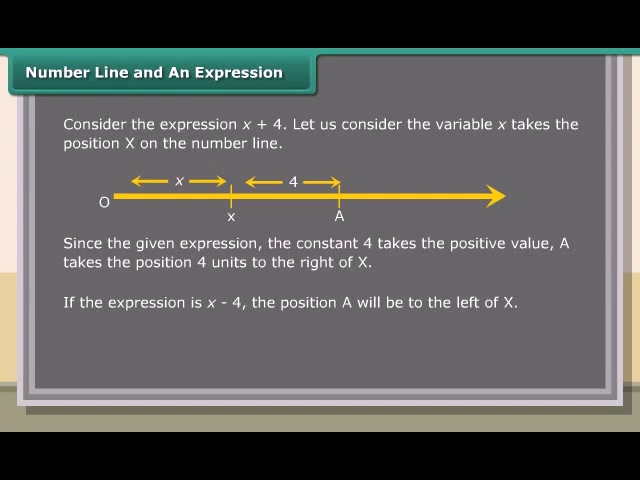 Number Line and An Expression
Consider the expression x + 4. Let us consider the variable x takes the
position X on the number line.
x 4
O x A
Since the given expression, the constant 4 takes the positive value, A
takes the position 4 units to the right of X.
If the expression is x - 4, the position A will be to the left of X.